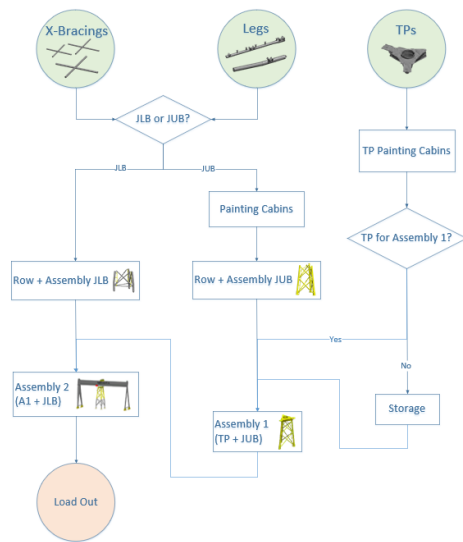 X-Bracings
Legs
TPs
JLB or JUB?
TP Painting Cabins
JLB
JUB
Painting Cabins
TP for Assembly 1?
Row + Assembly JLB
Row + Assembly JUB
Yes
No
Assembly 2
(A1 + JLB)
Storage
Assembly 1
(TP + JUB)
Load Out